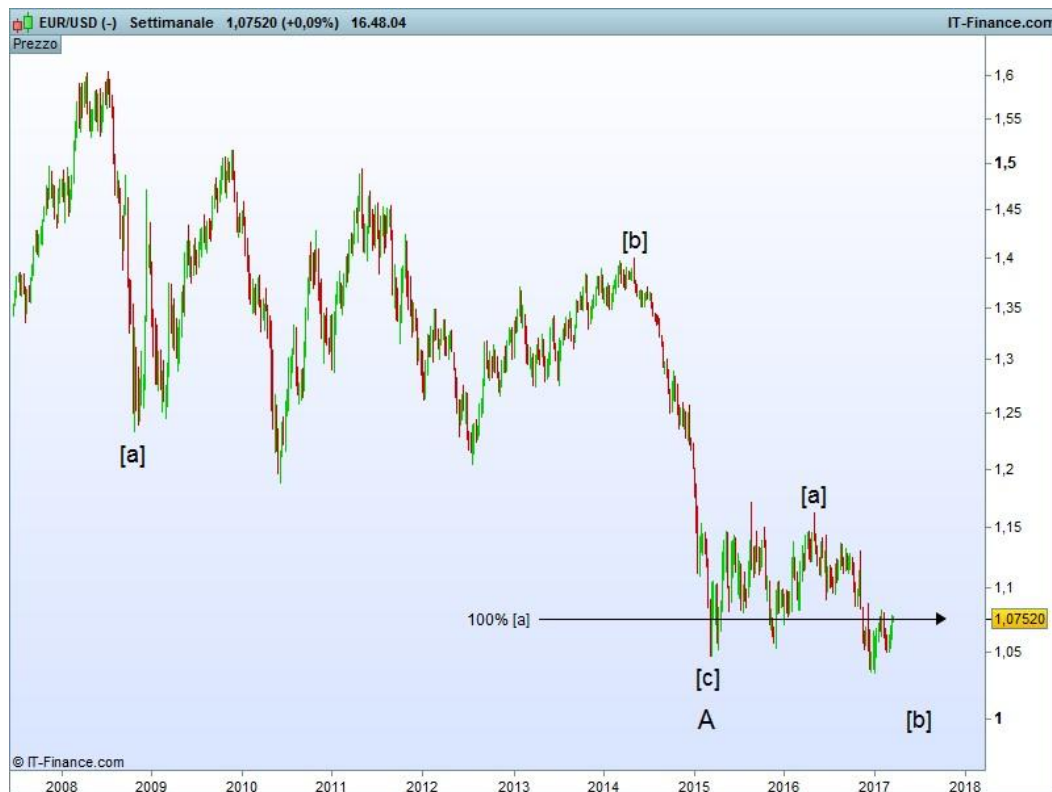 EUR/USD (-) Settimanale 1,07520 (+0,09%) 16.48.04 IT-Finance.com
Prezzo
1,6
1,55
1,5
1,45
1,4
1,35
1,3
1,25
1,2
1,15
1,1
1,07520
1,05
1
[b]
[a]
[a]
100% [a]
[c]
A
[b]
© IT-Finance.com
2008 2009 2010 2011 2012 2013 2014 2015 2016 2017 2018